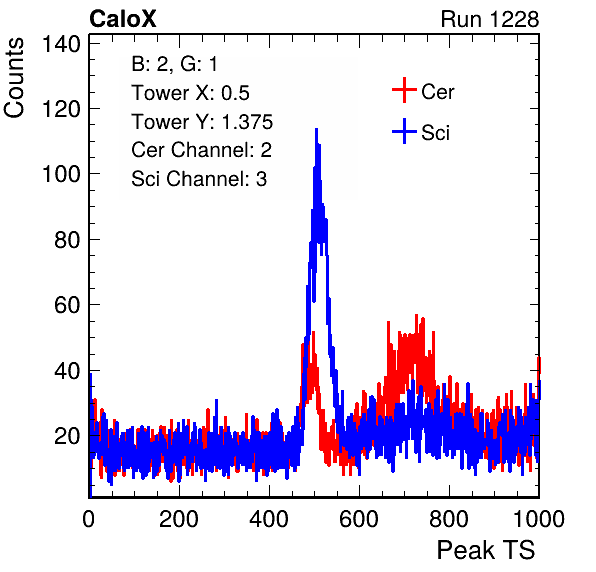 CaloX Run 1228
Counts
140
120
100
80
60
40
20
B: 2, G: 1
Tower X: 0.5
Tower Y: 1.375
Cer Channel: 2
Sci Channel: 3
Cer
Sci
0 200 400 600 800 1000
Peak TS